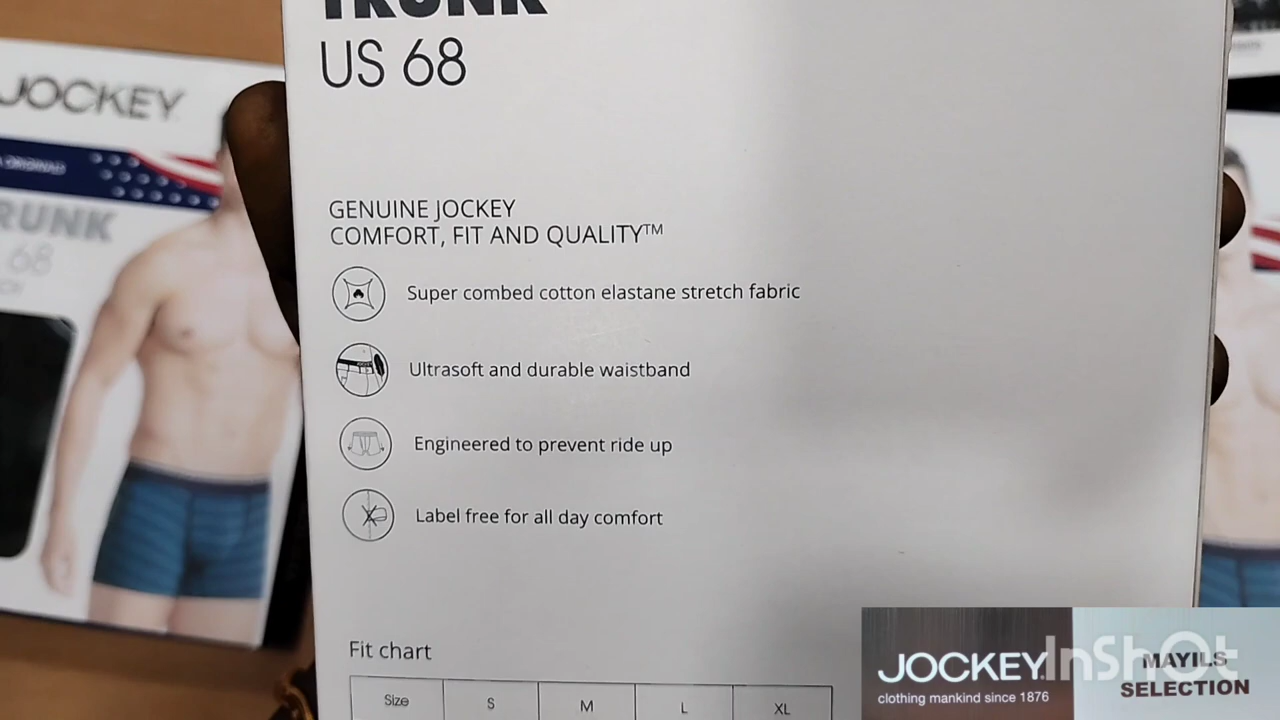 TRUNK
US 68
GENUINE JOCKEY
COMFORT, FIT AND QUALITY™
Super combed cotton elastane stretch fabric
Ultrasoft and durable waistband
Engineered to prevent ride up
Label free for all day comfort
Fit chart
Size S M L XL
JOCKEY
RUNK
68
JOCKEY
clothing mankind since 1876
InShOt
MAYILS
SELECTION